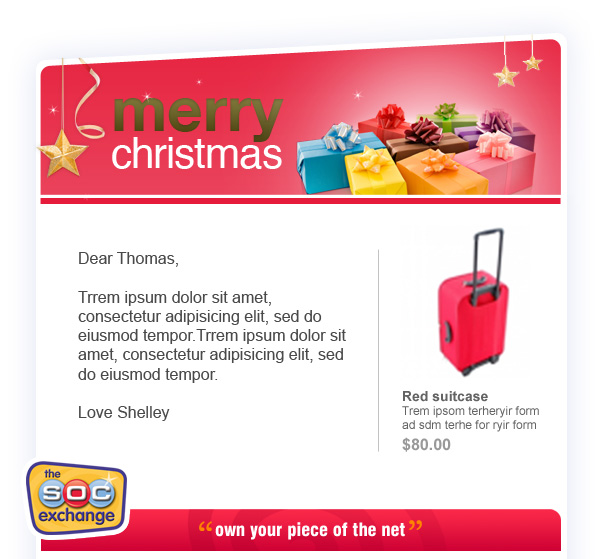 merry
christmas
Dear Thomas,
Trrem ipsum dolor sit amet,
consectetur adipisicing elit, sed do
eiusmod tempor.Trrem ipsum dolor sit
amet, consectetur adipisicing elit, sed
do eiusmod tempor.
Love Shelley
Red suitcase
Trem ipsom terheryir form
ad sdm terhe for ryir form
$80.00
the
SOC
exchange
“own your piece of the net”